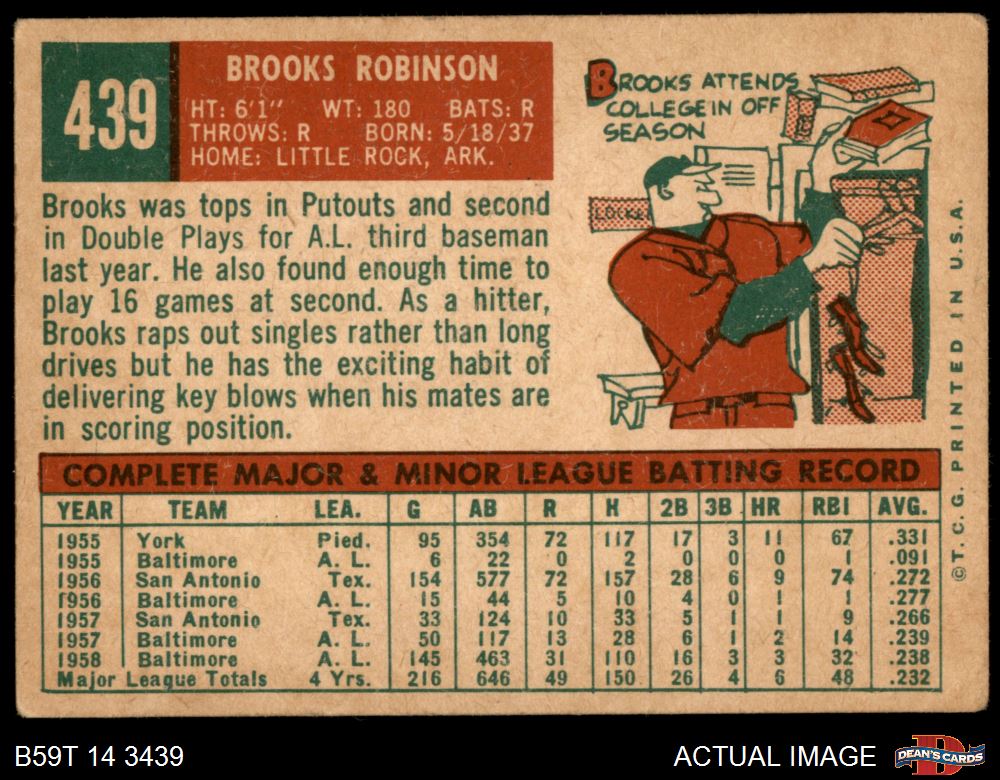 439
BROOKS ROBINSON
HT: 6'1" WT: 180 BATS: R
THROWS: R BORN: 5/18/37
HOME: LITTLE ROCK, ARK.
BROOKS ATTENDS
COLLEGE IN OFF
SEASON
LOCKE
Brooks was tops in Putouts and second
in Double Plays for A.L. third baseman
last year. He also found enough time to
play 16 games at second. As a hitter,
Brooks raps out singles rather than long
drives but he has the exciting habit of
delivering key blows when his mates are
in scoring position.
COMPLETE MAJOR & MINOR LEAGUE BATTING RECORD
YEAR TEAM LEA. G AB R H 2B 3B HR RBI AVG.
1955 York Pied. 95 354 72 117 17 3 11 67 .331
1955 Baltimore A. L. 6 22 0 2 0 0 0 1 .091
1956 San Antonio Tex. 154 577 72 157 28 6 9 74 .272
1956 Baltimore A. L. 15 44 5 10 4 0 1 1 .277
1957 San Antonio Tex. 33 124 10 33 5 1 1 9 .266
1957 Baltimore A. L. 50 117 13 28 6 1 2 14 .239
1958 Baltimore A. L. 145 463 31 110 16 3 3 32 .238
Major League Totals 4 Yrs. 216 646 49 150 26 4 6 48 .232
©T. C. G. PRINTED IN U.S.A.
B59T 14 3439
ACTUAL IMAGE
DEAN'S CARDS